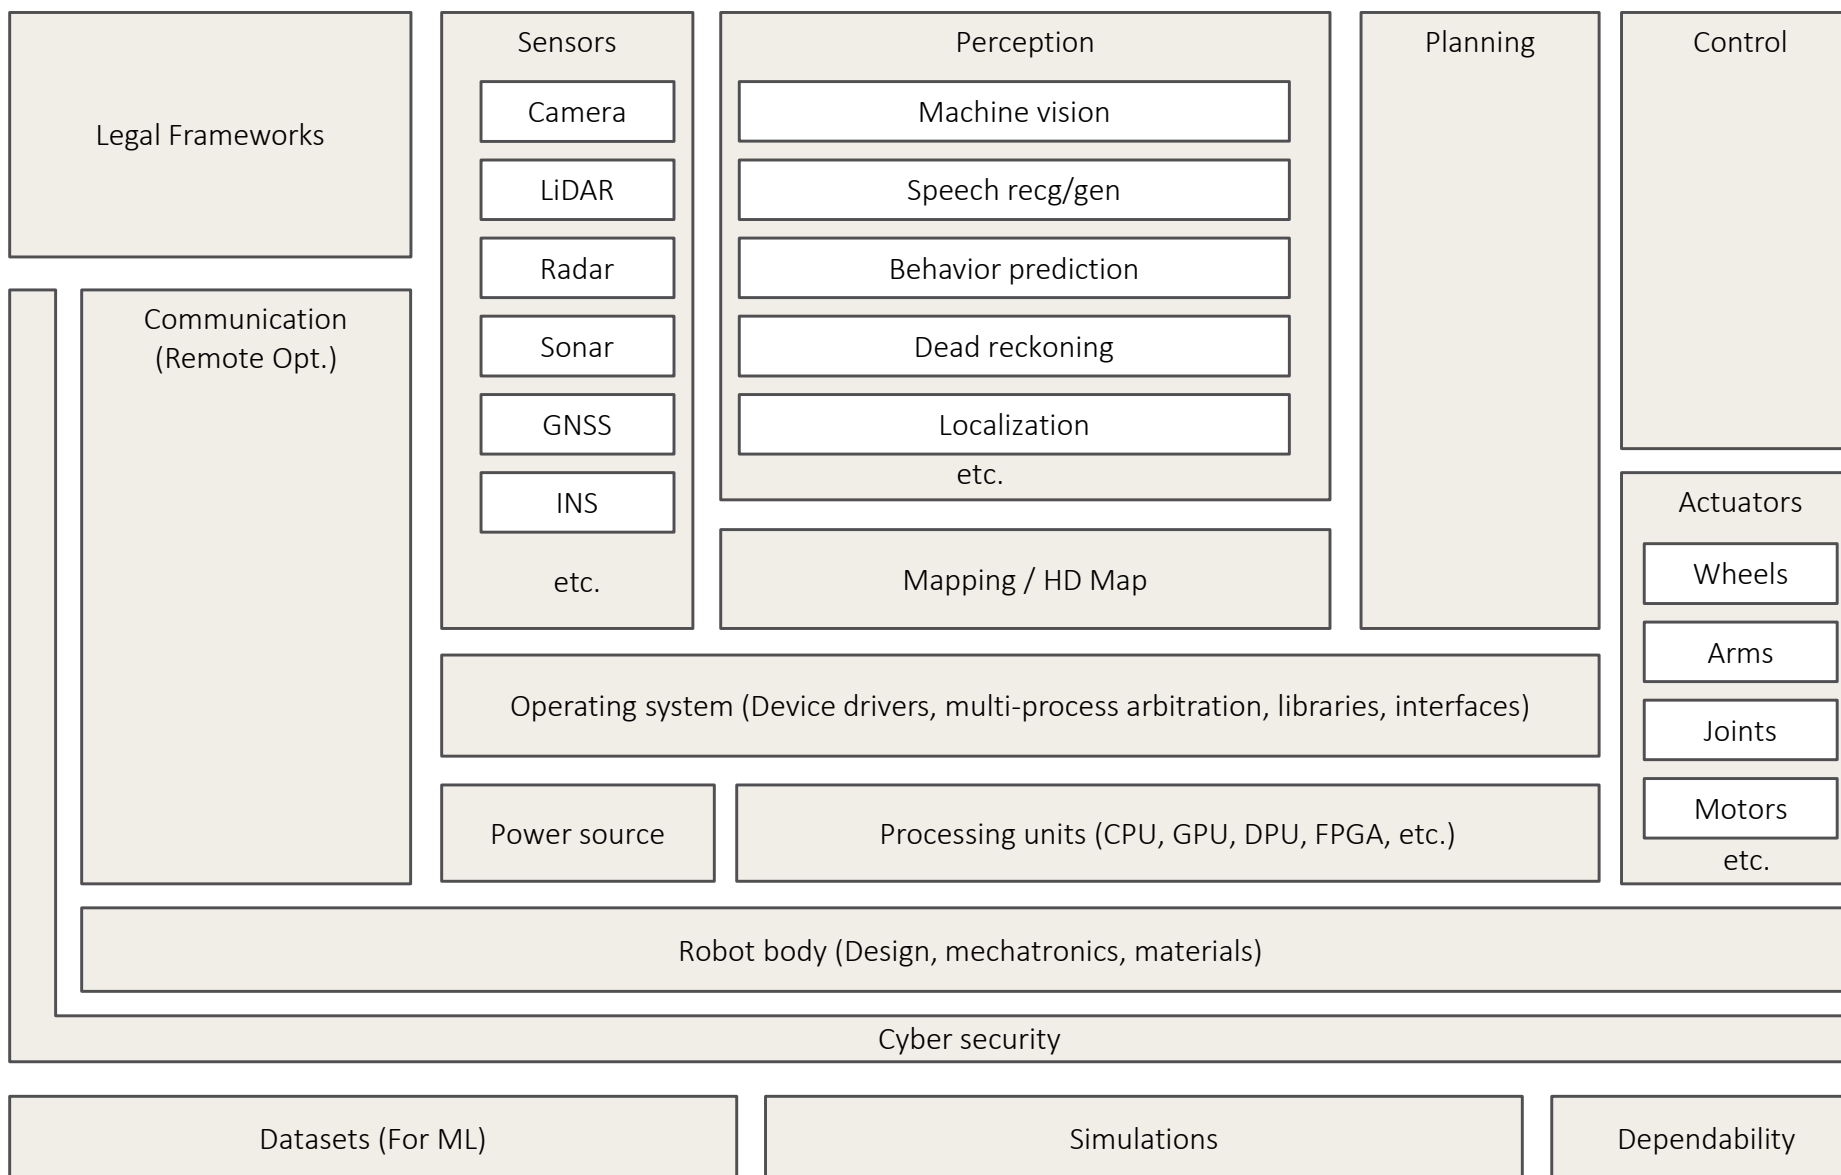 Legal Frameworks
Communication
(Remote Opt.)
Sensors
Camera
LiDAR
Radar
Sonar
GNSS
INS
etc.
Perception
Machine vision
Speech recg/gen
Behavior prediction
Dead reckoning
Localization
etc.
Mapping / HD Map
Planning
Control
Actuators
Wheels
Arms
Joints
Motors
etc.
Operating system (Device drivers, multi-process arbitration, libraries, interfaces)
Power source
Processing units (CPU, GPU, DPU, FPGA, etc.)
Robot body (Design, mechatronics, materials)
Cyber security
Datasets (For ML)
Simulations
Dependability